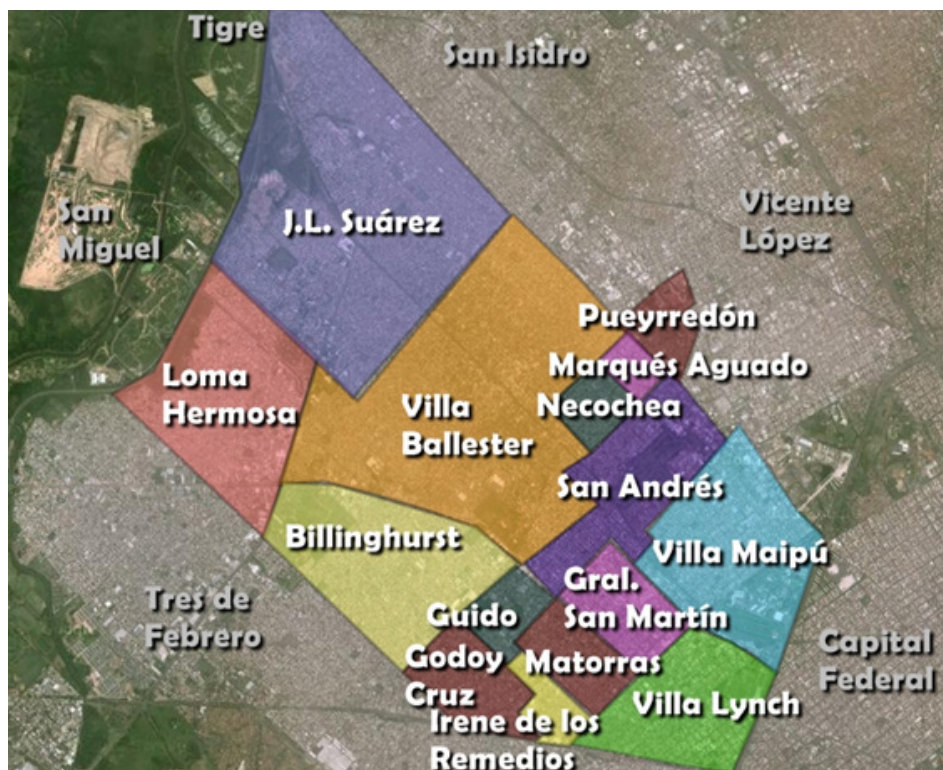 Tigre
San Isidro
San
Miguel
J.L. Suárez
Vicente
López
Pueyrredón
Loma
Hermosa
Marqués Aguado
Villa
Ballester
Necochea
San Andrés
Billinghurst
Villa Maipú
Tres de
Febrero
Gral.
San Martín
Guido
Capital
Federal
Godoy
Cruz
Matorras
Villa Lynch
Irene de los
Remedios